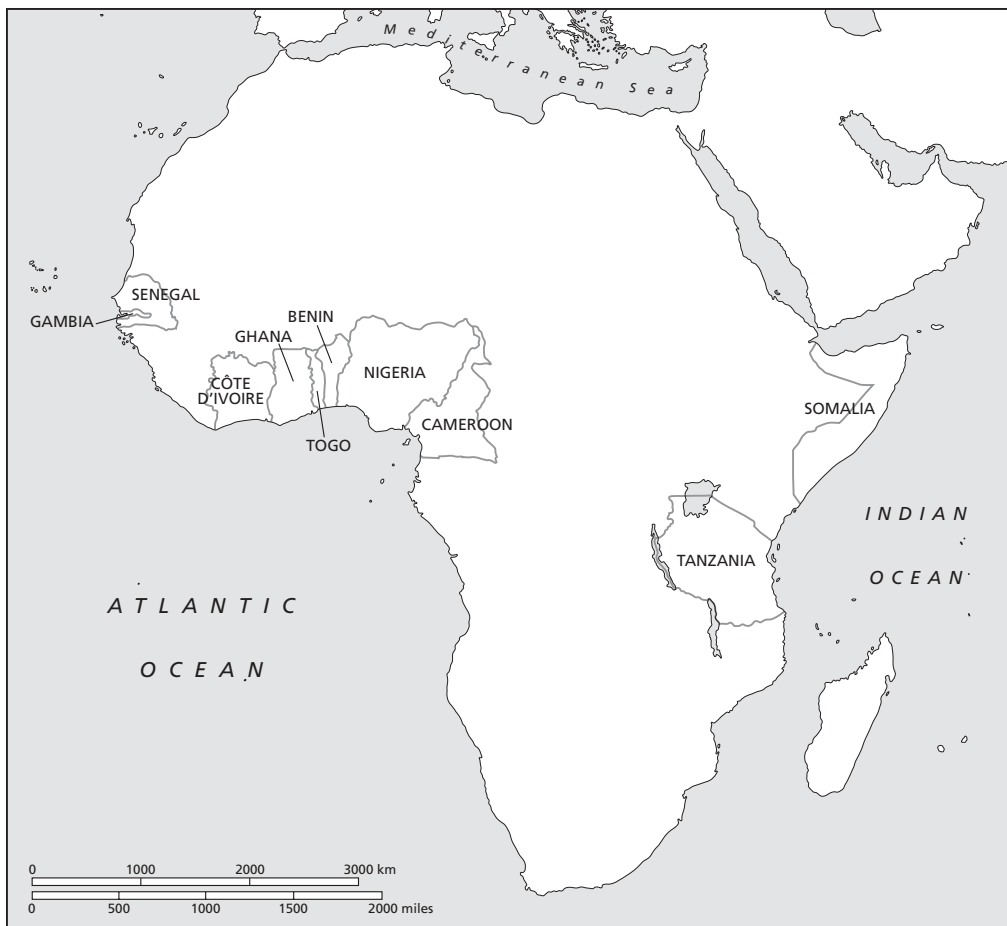 Mediterranean Sea
SENEGAL
GAMBIA
BENIN
GHANA
NIGERIA
CÔTE
D'IVOIRE
CAMEROON
TOGO
SOMALIA
INDIAN
OCEAN
TANZANIA
ATLANTIC
OCEAN
0 1000 2000 3000 km
0 500 1000 1500 2000 miles